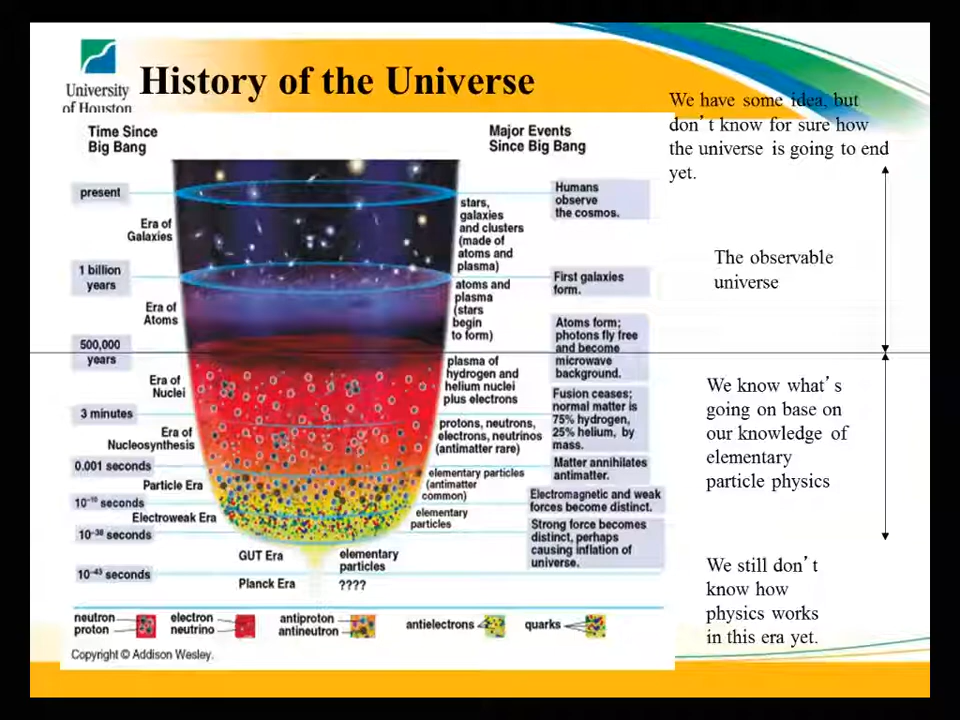 University
of Houston
History of the Universe
We have some idea, but
don’t know for sure how
the universe is going to end
yet.
Time Since
Big Bang
Major Events
Since Big Bang
present
Era of
Galaxies
1 billion
years
Era of
Atoms
500,000
years
Era of
Nuclei
3 minutes
Era of
Nucleosynthesis
0.001 seconds
Particle Era
10⁻¹⁰ seconds
Electroweak Era
10⁻³⁸ seconds
GUT Era
10⁻⁴³ seconds
Planck Era
stars,
galaxies
and clusters
(made of
atoms and
plasma)
atoms and
plasma
(stars
begin
to form)
plasma of
hydrogen and
helium nuclei
plus electrons
protons, neutrons,
electrons, neutrinos
(antimatter rare)
elementary particles
(antimatter
common)
elementary
particles
elementary
particles
????
Humans
observe
the cosmos.
First galaxies
form.
Atoms form;
photons fly free
and become
microwave
background.
Fusion ceases;
normal matter is
75% hydrogen,
25% helium, by
mass.
Matter annihilates
antimatter.
Electromagnetic and weak
forces become distinct.
Strong force becomes
distinct, perhaps
causing inflation of
universe.
The observable
universe
We know what’s
going on base on
our knowledge of
elementary
particle physics
We still don’t
know how
physics works
in this era yet.
neutron
proton
electron
neutrino
antiproton
antineutron
antielectrons
quarks
Copyright © Addison Wesley.